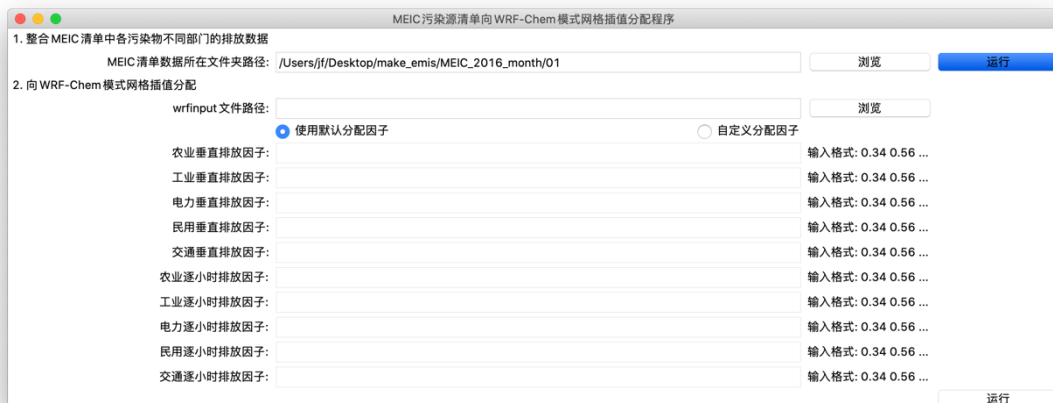 MEIC污染源清单向WRF-Chem模式网格插值分配程序
1. 整合MEIC清单中各污染物不同部门的排放数据
MEIC清单数据所在文件夹路径: /Users/jf/Desktop/make_emis/MEIC_2016_month/01 浏览 运行
2. 向WRF-Chem模式网格插值分配
wrfinput文件路径: 浏览
使用默认分配因子 自定义分配因子
农业垂直排放因子: 输入格式: 0.34 0.56 ...
工业垂直排放因子: 输入格式: 0.34 0.56 ...
电力垂直排放因子: 输入格式: 0.34 0.56 ...
民用垂直排放因子: 输入格式: 0.34 0.56 ...
交通垂直排放因子: 输入格式: 0.34 0.56 ...
农业逐小时排放因子: 输入格式: 0.34 0.56 ...
工业逐小时排放因子: 输入格式: 0.34 0.56 ...
电力逐小时排放因子: 输入格式: 0.34 0.56 ...
民用逐小时排放因子: 输入格式: 0.34 0.56 ...
交通逐小时排放因子: 输入格式: 0.34 0.56 ...
运行